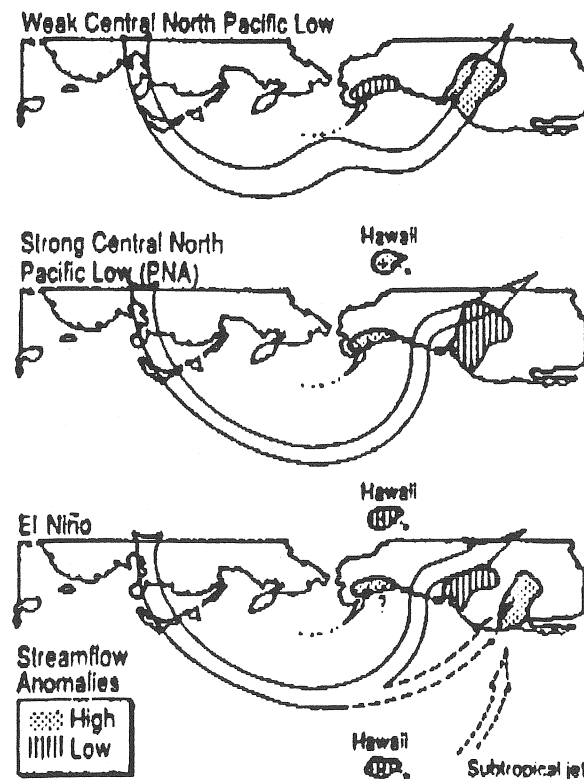 Weak Central North Pacific Low
Hawaii
Strong Central North
Pacific Low (PNA)
Hawaii
El Niño
Streamflow
Anomalies
High
Low
Hawaii
Subtropical jet